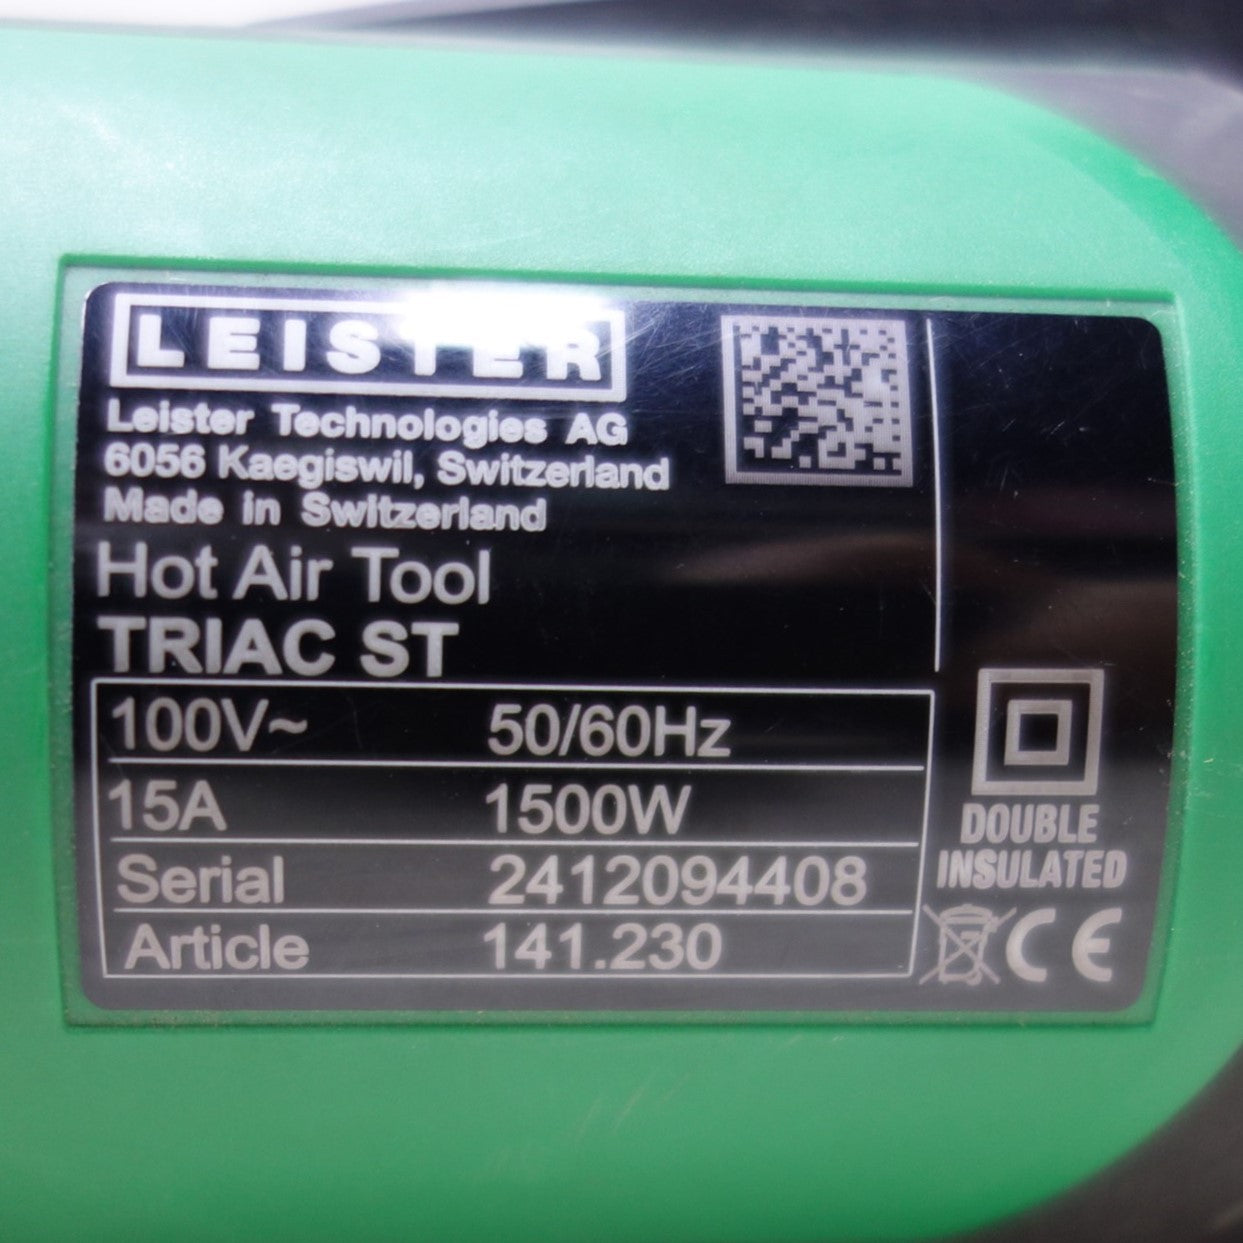 LEISTER
Leister Technologies AG
6056 Kaegiswil, Switzerland
Made in Switzerland
Hot Air Tool
TRIAC ST
100V~ 50/60Hz
15A 1500W
Serial 2412094408
Article 141.230
DOUBLE
INSULATED
CE